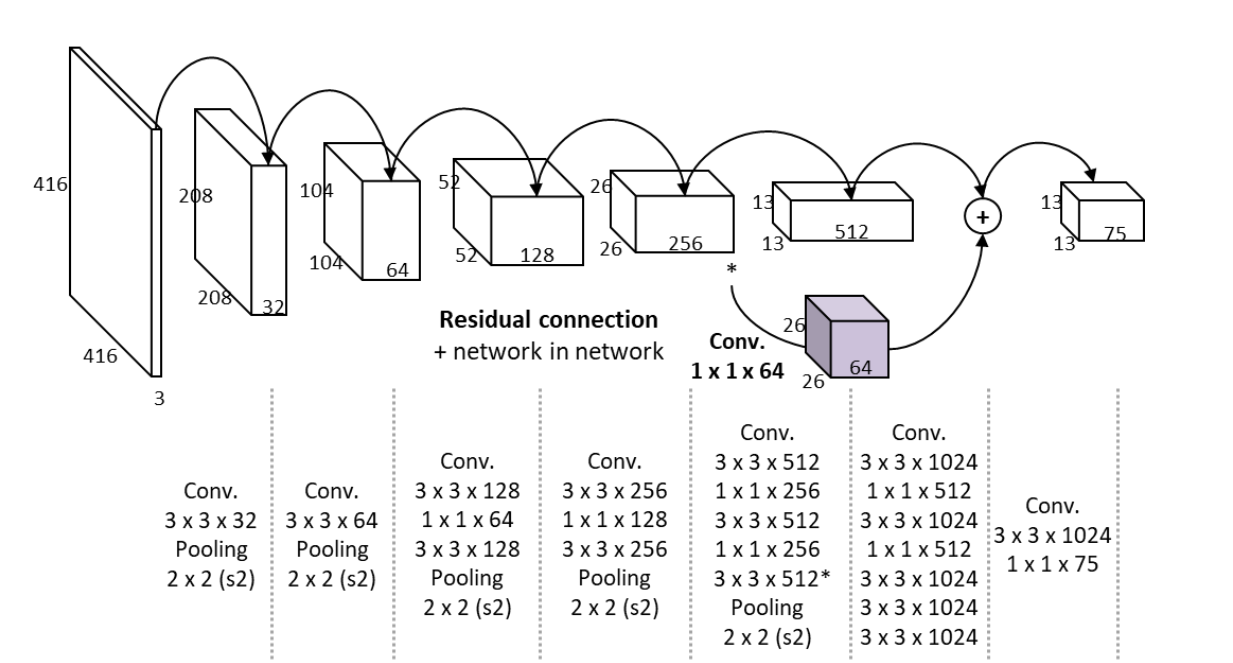 416
416
3
208
208
32
104
104
64
52
52
128
26
26
256
*
13
13
512
+
13
13
75
Residual connection
+ network in network
Conv.
1 x 1 x 64
26
26
64
Conv.
3 x 3 x 32
Pooling
2 x 2 (s2)
Conv.
3 x 3 x 64
Pooling
2 x 2 (s2)
Conv.
3 x 3 x 128
1 x 1 x 64
3 x 3 x 128
Pooling
2 x 2 (s2)
Conv.
3 x 3 x 256
1 x 1 x 128
3 x 3 x 256
Pooling
2 x 2 (s2)
Conv.
3 x 3 x 512
1 x 1 x 256
3 x 3 x 512
1 x 1 x 256
3 x 3 x 512*
Pooling
2 x 2 (s2)
Conv.
3 x 3 x 1024
1 x 1 x 512
3 x 3 x 1024
1 x 1 x 512
3 x 3 x 1024
3 x 3 x 1024
3 x 3 x 1024
Conv.
3 x 3 x 1024
1 x 1 x 75